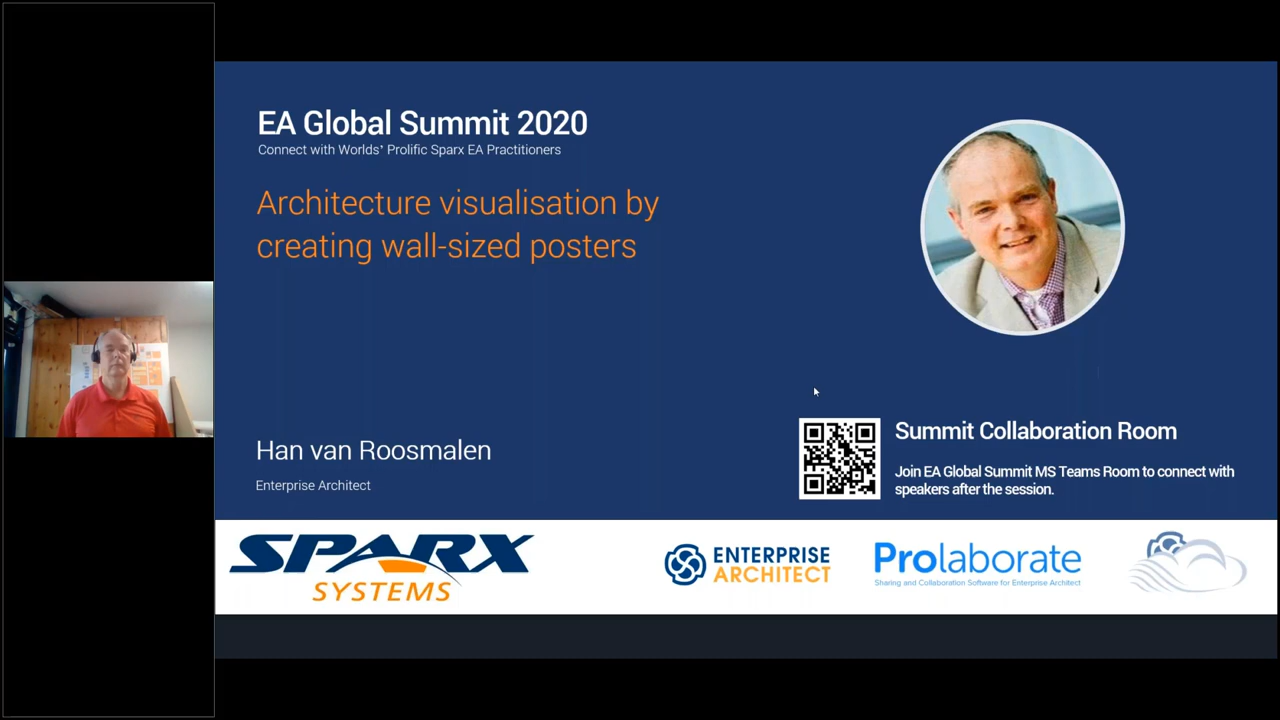 EA Global Summit 2020
Connect with Worlds’ Prolific Sparx EA Practitioners
Architecture visualisation by
creating wall-sized posters
Han van Roosmalen
Enterprise Architect
Summit Collaboration Room
Join EA Global Summit MS Teams Room to connect with
speakers after the session.
SPARX
SYSTEMS
ENTERPRISE
ARCHITECT
Prolaborate
Sharing and Collaboration Software for Enterprise Architect